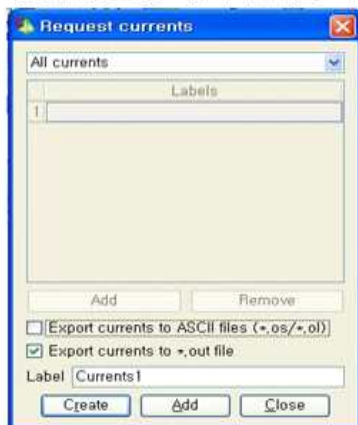 Request currents
All currents
Labels
1
Add Remove
Export currents to ASCII files (*.os/*.ol)
Export currents to *.out file
Label Currents1
Create Add Close